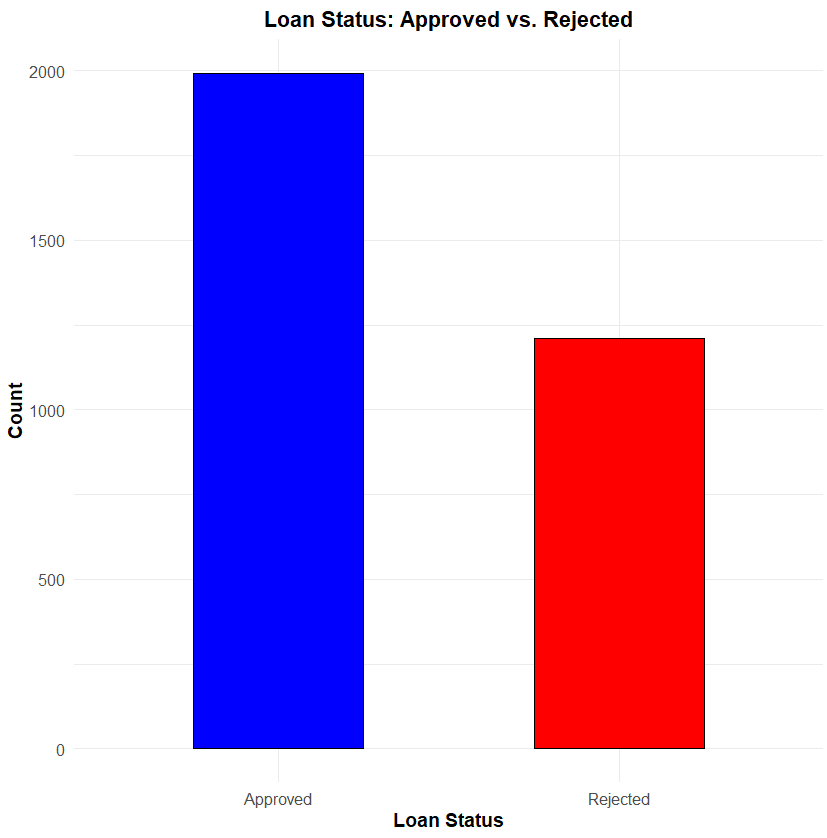 Loan Status: Approved vs. Rejected
2000
1500
1000
500
0
Count
Approved Rejected
Loan Status